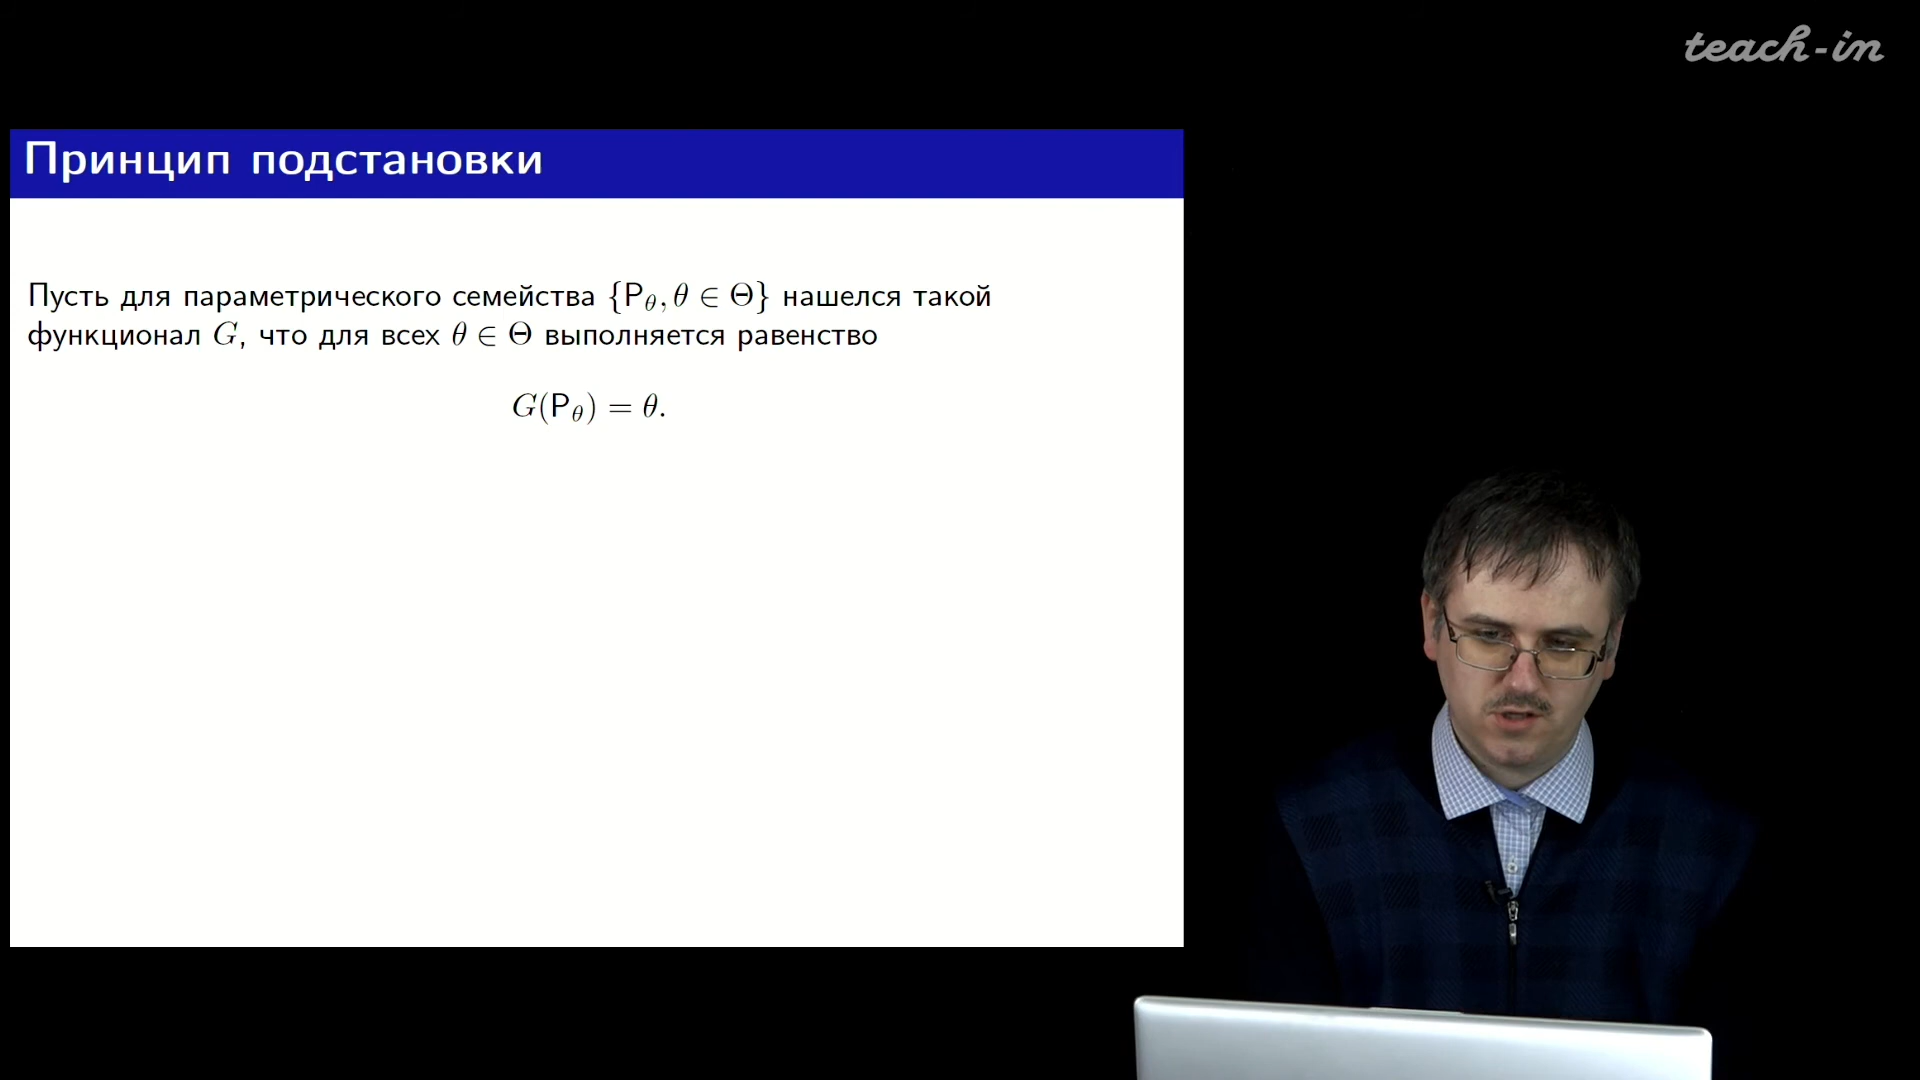 teach-in
Принцип подстановки
Пусть для параметрического семейства {P_θ, θ ∈ Θ} нашелся такой
функционал G, что для всех θ ∈ Θ выполняется равенство
G(P_θ) = θ.